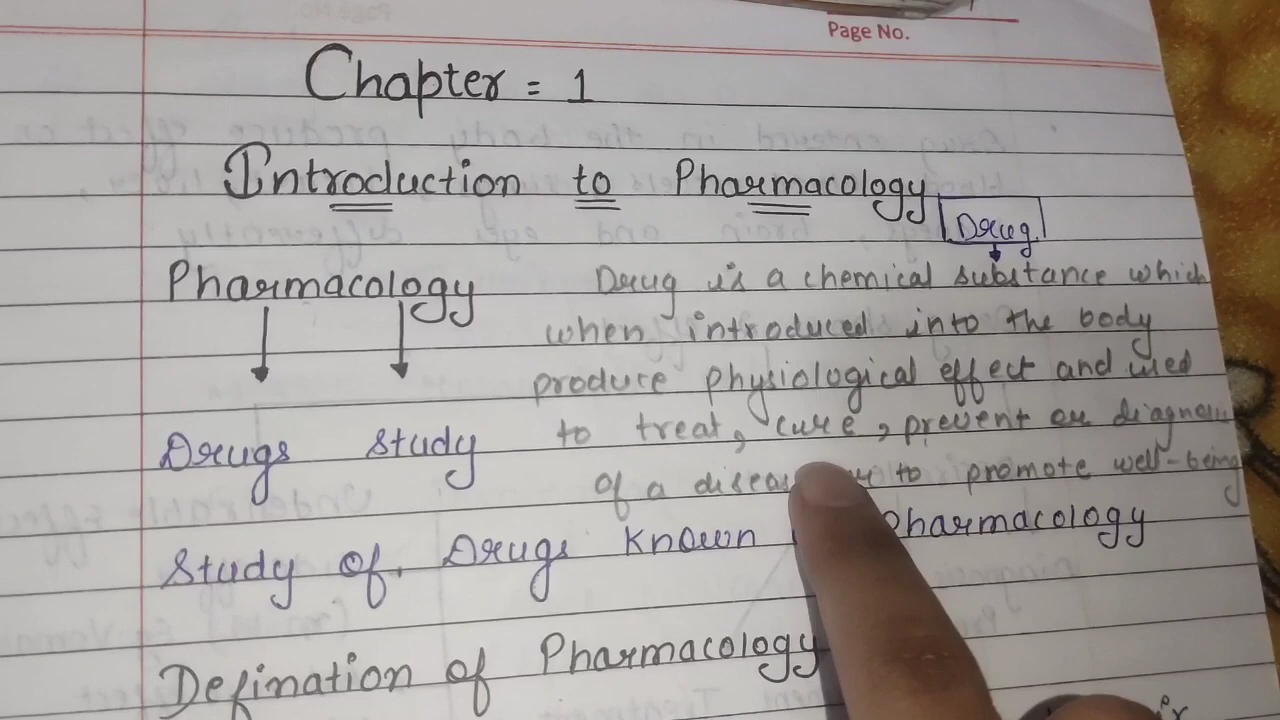 Page No.
Chapter = 1
Introduction to Pharmacology
Drug
Pharmacology
Drug is a chemical substance which
when introduced into the body
produce physiological effect and used
to treat, cure, prevent or
of a to promote well-being
Drugs Study
Study of Drugs Known Pharmacology
Defination of Pharmacology